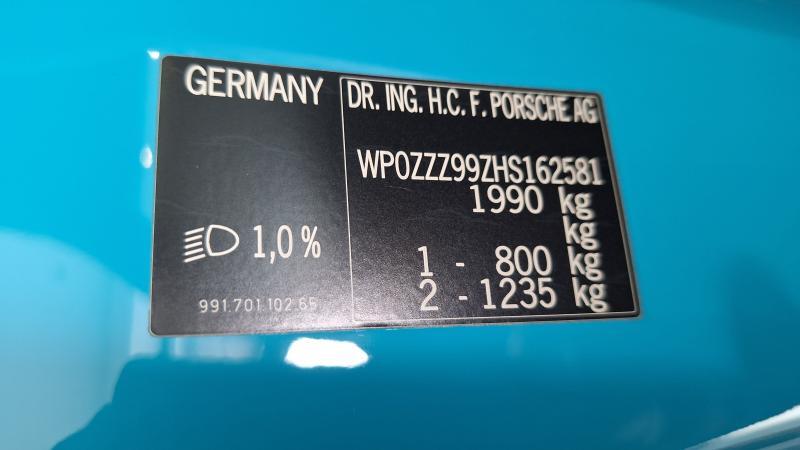 GERMANY
DR. ING. H.C. F. PORSCHE AG
WP0ZZZ99ZHS162581
1990 kg
kg
1 - 800 kg
2 - 1235 kg
1,0 %
991.701.102.65